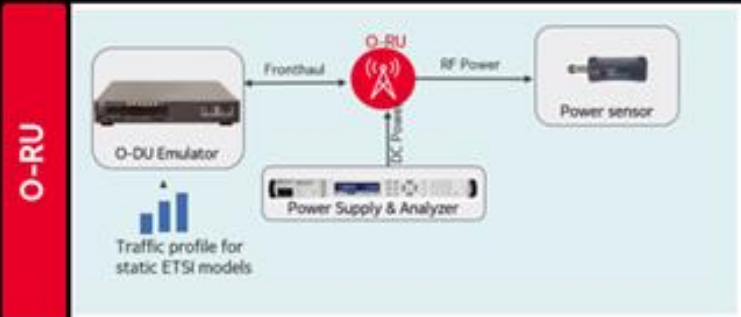 O-RU
O-RU
Fronthaul
RF Power
Power sensor
O-DU Emulator
DC Power
Power Supply & Analyzer
Traffic profile for
static ETSI models